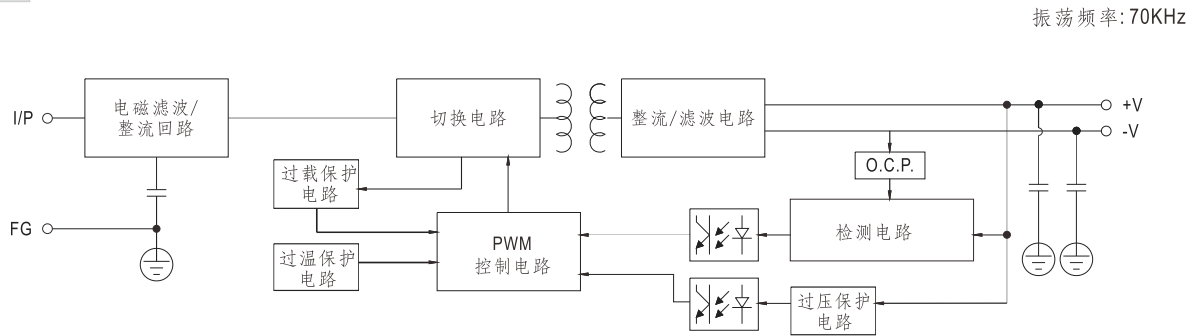 振荡频率: 70KHz
I/P
电磁滤波/
整流回路
切换电路
整流/滤波电路
+V
-V
O.C.P.
过载保护
电路
FG
PWM
控制电路
检测电路
过温保护
电路
过压保护
电路